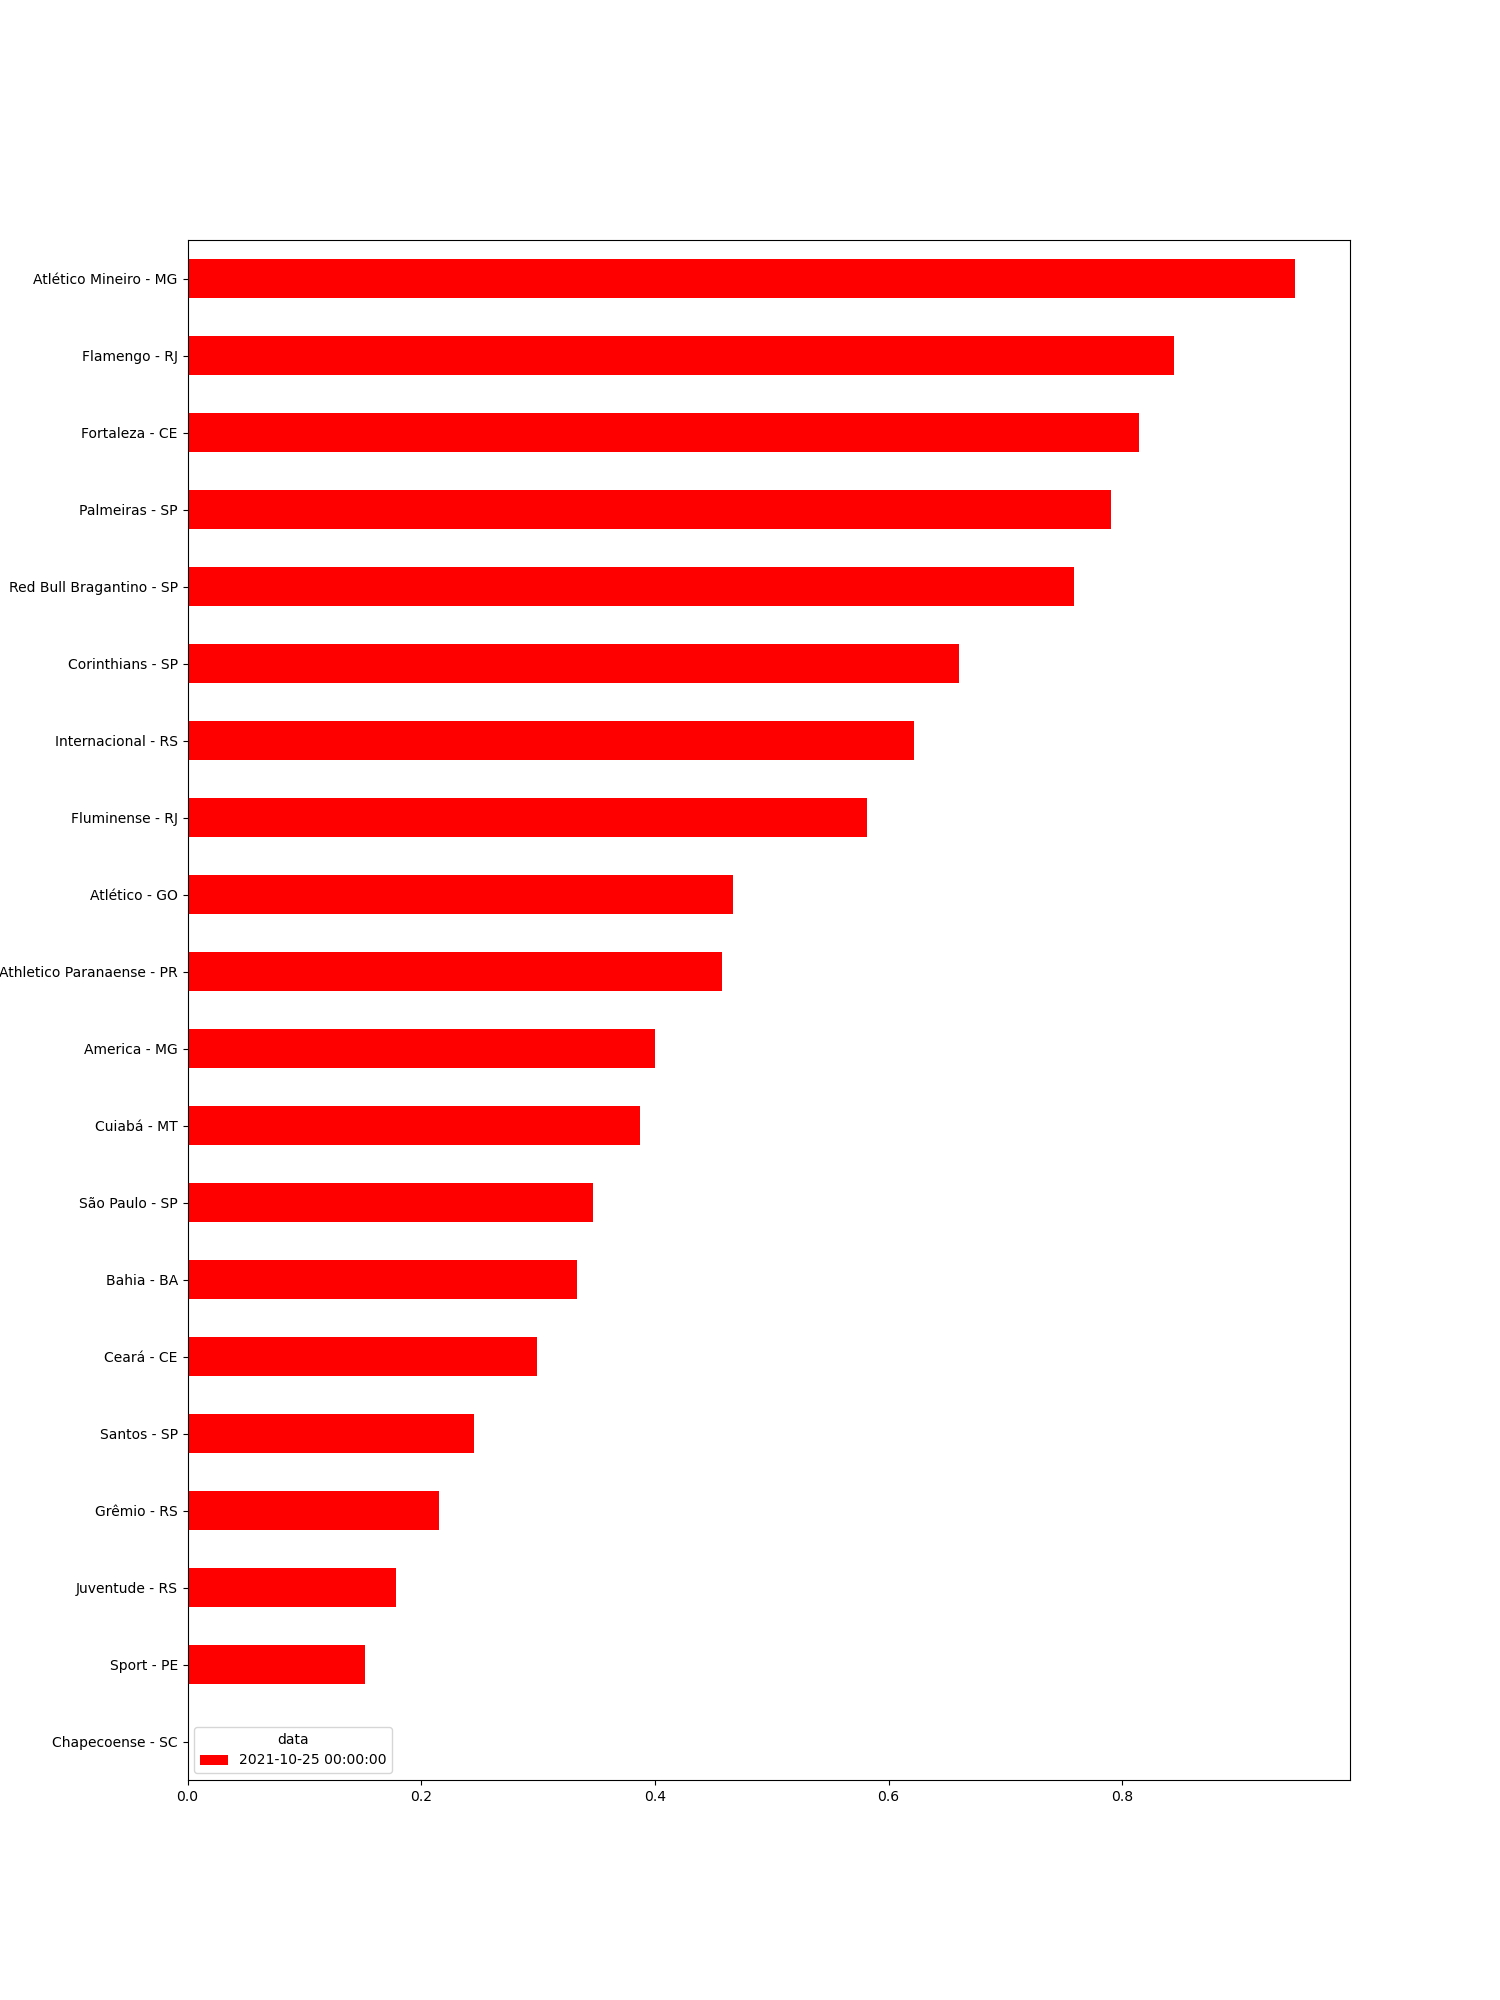 Atlético Mineiro - MG
Flamengo - RJ
Fortaleza - CE
Palmeiras - SP
Red Bull Bragantino - SP
Corinthians - SP
Internacional - RS
Fluminense - RJ
Atlético - GO
Athletico Paranaense - PR
America - MG
Cuiabá - MT
São Paulo - SP
Bahia - BA
Ceará - CE
Santos - SP
Grêmio - RS
Juventude - RS
Sport - PE
Chapecoense - SC
data
2021-10-25 00:00:00
0.0 0.2 0.4 0.6 0.8